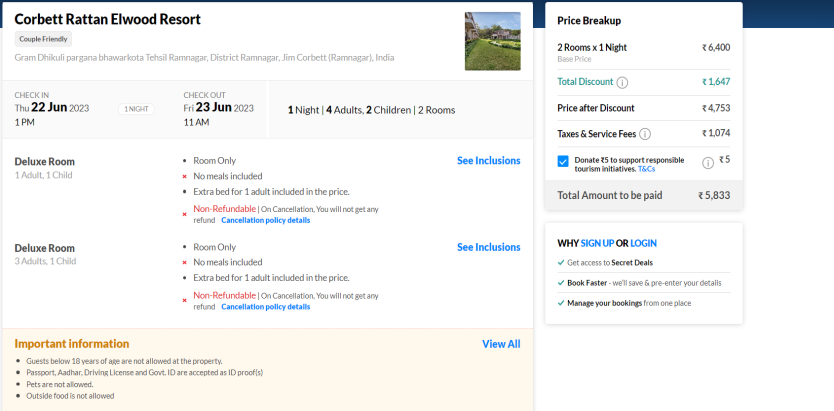 Corbett Rattan Elwood Resort
Couple Friendly
Gram Dhikuli pargana bhawarkota Tehsil Ramnagar, District Ramnagar, Jim Corbett (Ramnagar), India
CHECK IN
Thu 22 Jun 2023
1 PM
1 NIGHT
CHECK OUT
Fri 23 Jun 2023
11 AM
1 Night | 4 Adults, 2 Children | 2 Rooms
Deluxe Room
1 Adult, 1 Child
Room Only
No meals included
Extra bed for 1 adult included in the price.
Non-Refundable | On Cancellation, You will not get any
refund Cancellation policy details
See Inclusions
Deluxe Room
3 Adults, 1 Child
Room Only
No meals included
Extra bed for 1 adult included in the price.
Non-Refundable | On Cancellation, You will not get any
refund Cancellation policy details
See Inclusions
Important information
View All
Guests below 18 years of age are not allowed at the property.
Passport, Aadhar, Driving License and Govt. ID are accepted as ID proof(s)
Pets are not allowed.
Outside food is not allowed
Price Breakup
2 Rooms x 1 Night ₹ 6,400
Base Price
Total Discount ₹ 1,647
Price after Discount ₹ 4,753
Taxes & Service Fees ₹ 1,074
Donate ₹5 to support responsible
tourism initiatives. T&Cs
₹ 5
Total Amount to be paid ₹ 5,833
WHY SIGN UP OR LOGIN
Get access to Secret Deals
Book Faster - we'll save & pre-enter your details
Manage your bookings from one place